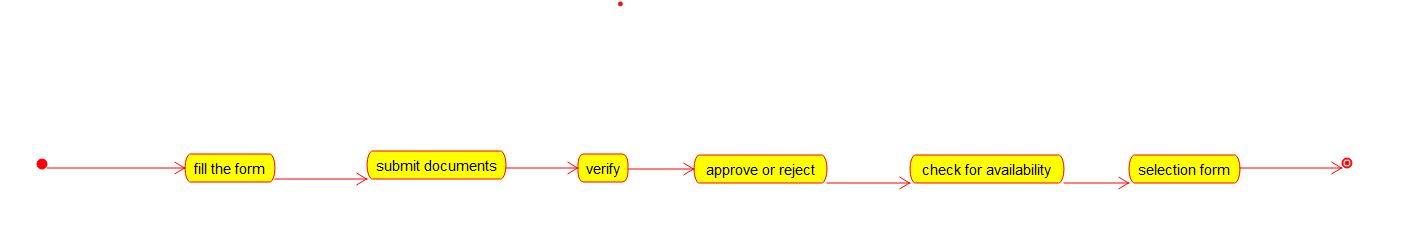 fill the form
submit documents
verify
approve or reject
check for availability
selection form